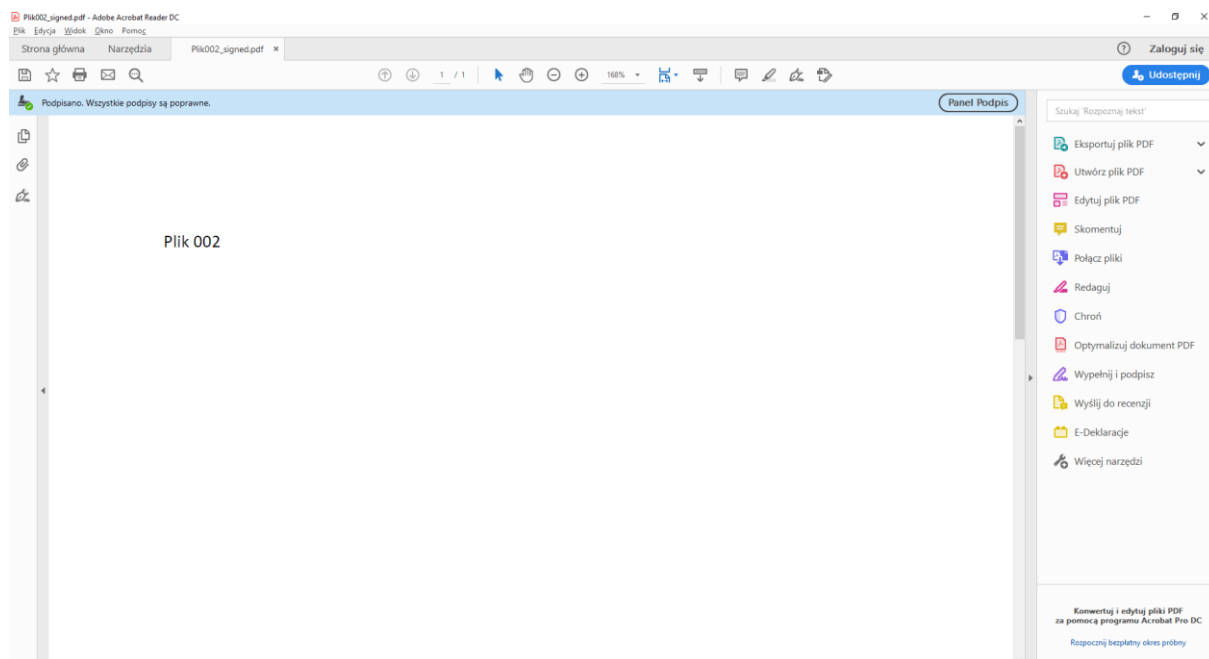 Plik002_signed.pdf - Adobe Acrobat Reader DC
Plik Edycja Widok Okno Pomoc
Strona główna Narzędzia Plik002_signed.pdf × Zaloguj się
1 / 1 168% Udostępnij
Podpisano. Wszystkie podpisy są poprawne. Panel Podpis
Plik 002
Szukaj 'Rozpoznaj tekst'
Eksportuj plik PDF
Utwórz plik PDF
Edytuj plik PDF
Skomentuj
Połącz pliki
Redaguj
Chroń
Optymalizuj dokument PDF
Wypełnij i podpisz
Wyślij do recenzji
E-Deklaracje
Więcej narzędzi
Konwertuj i edytuj pliki PDF
za pomocą programu Acrobat Pro DC
Rozpocznij bezpłatny okres próbny